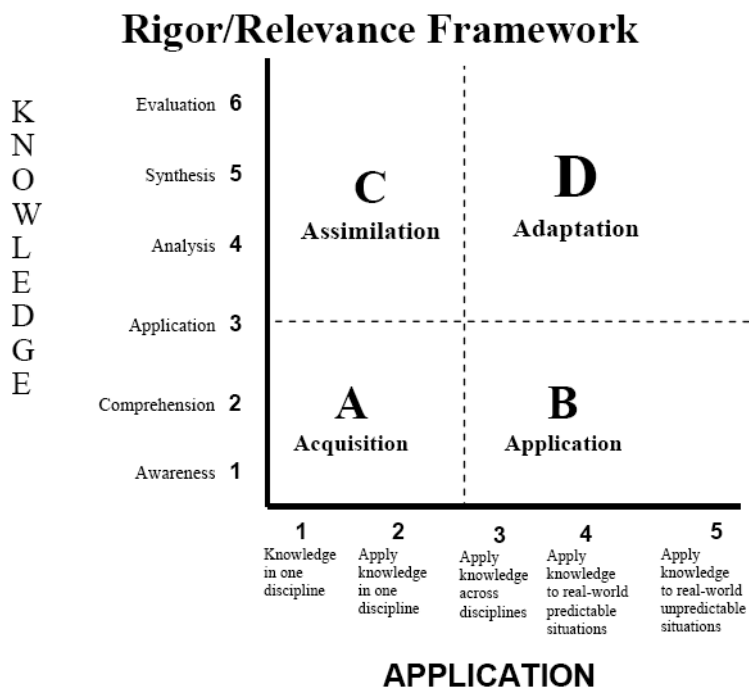 Rigor/Relevance Framework
KNOWLEDGE
Evaluation 6
Synthesis 5
Analysis 4
Application 3
Comprehension 2
Awareness 1
C
Assimilation
D
Adaptation
A
Acquisition
B
Application
1
Knowledge
in one
discipline
2
Apply
knowledge
in one
discipline
3
Apply
knowledge
across
disciplines
4
Apply
knowledge
to real-world
predictable
situations
5
Apply
knowledge
to real-world
unpredictable
situations
APPLICATION